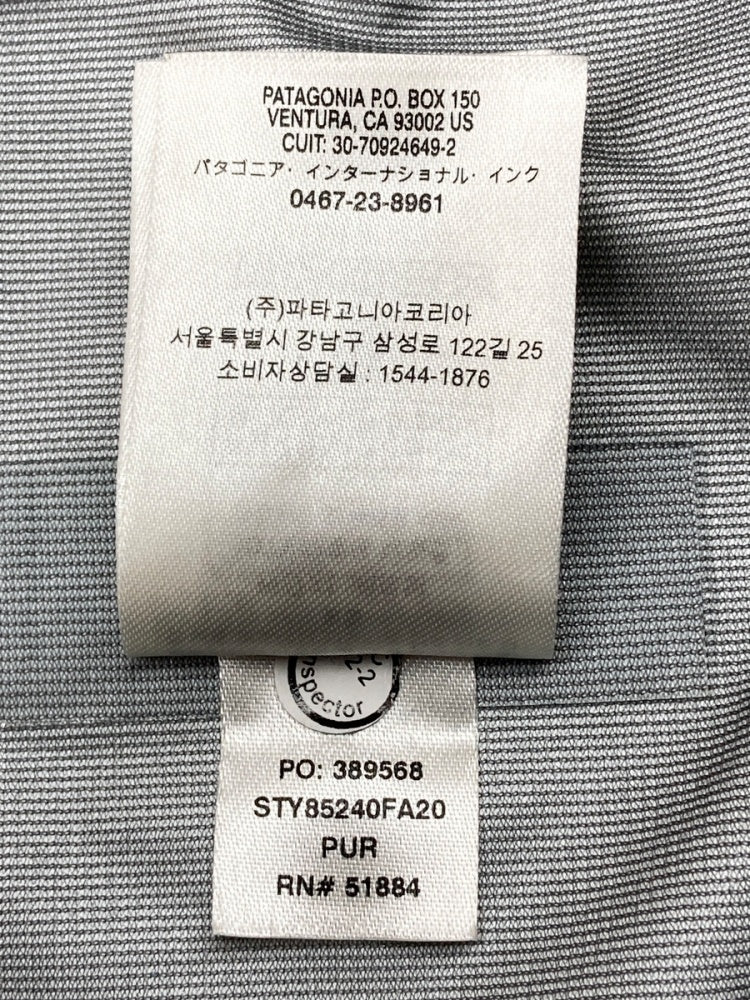 PATAGONIA P.O. BOX 150
VENTURA, CA 93002 US
CUIT: 30-70924649-2
パタゴニア・インターナショナル・インク
0467-23-8961
(주)파타고니아코리아
서울특별시 강남구 삼성로 122길 25
소비자상담실 : 1544-1876
PO: 389568
STY85240FA20
PUR
RN# 51884